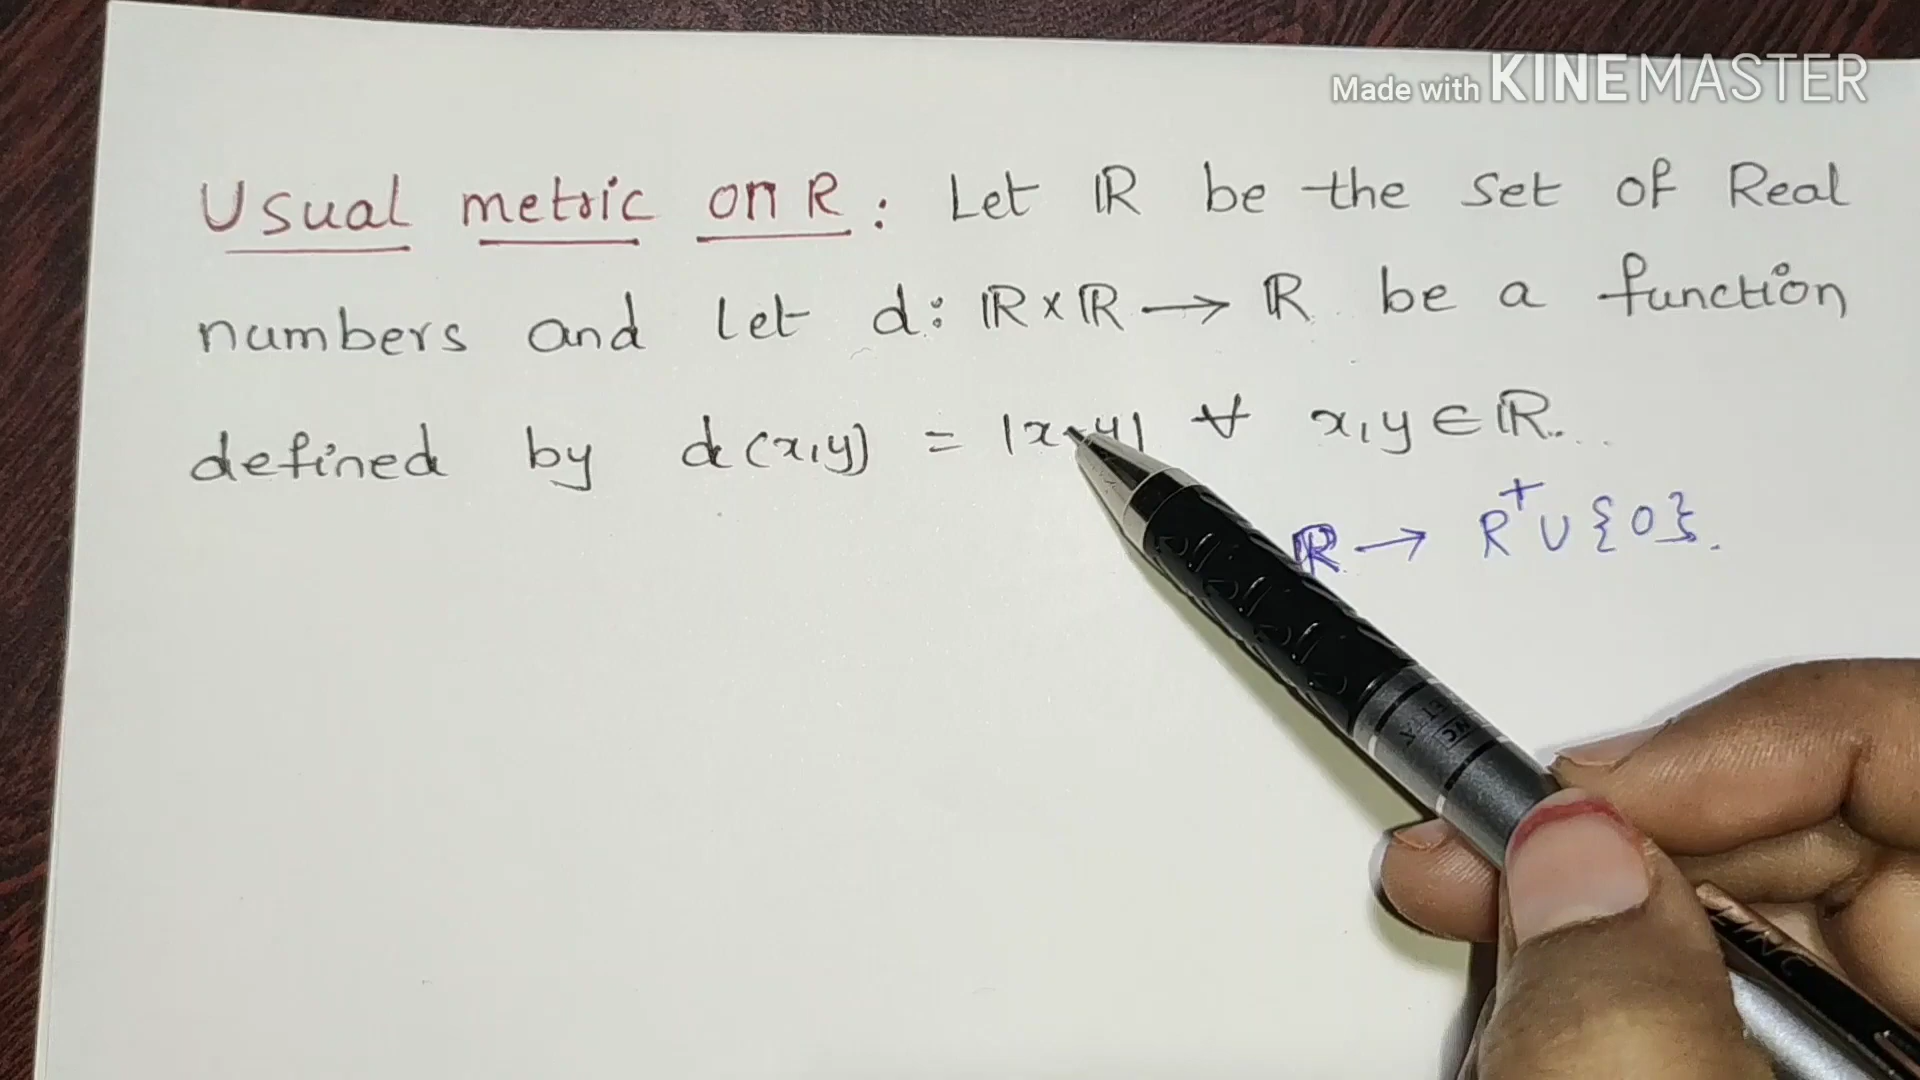 Made with KINEMASTER
Usual metric on R : Let ℝ be the set of Real
numbers and let d: ℝ×ℝ → ℝ be a function
defined by d(x,y) = |x-y| ∀ x,y ∈ ℝ.
ℝ → R⁺ ∪ {0}.